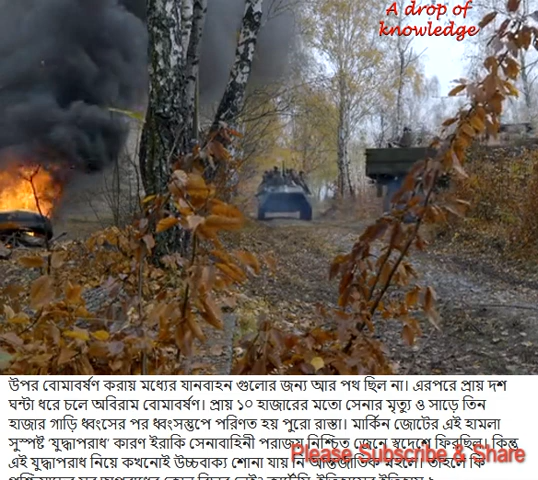 A drop of
knowledge
উপর বোমাবর্ষণ করায় মধ্যের যানবাহন গুলোর জন্য আর পথ ছিল না। এরপরে প্রায় দশ
ঘন্টা ধরে চলে অবিরাম বোমাবর্ষণ। প্রায় ১০ হাজারের মতো সেনার মৃত্যু ও সাড়ে তিন
হাজার গাড়ি ধ্বংসের পর ধ্বংসস্তুপে পরিণত হয় পুরো রাস্তা। মার্কিন জোটের এই হামলা
সুস্পষ্ট 'যুদ্ধাপরাধ' কারণ ইরাকি সেনাবাহিনী পরাজয় নিশ্চিত জেনে স্বদেশে ফিরছিল। কিন্তু
এই যুদ্ধাপরাধ নিয়ে কখনোই উচ্চবাক্য শোনা যায় নি আন্তর্জাতিক মহলে। তাহলে কি
Please Subscribe & Share